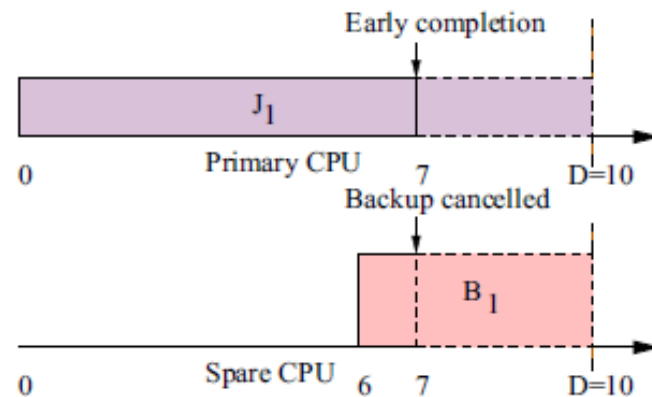 Early completion
J1
Primary CPU
0 7 D=10
Backup cancelled
B1
Spare CPU
0 6 7 D=10